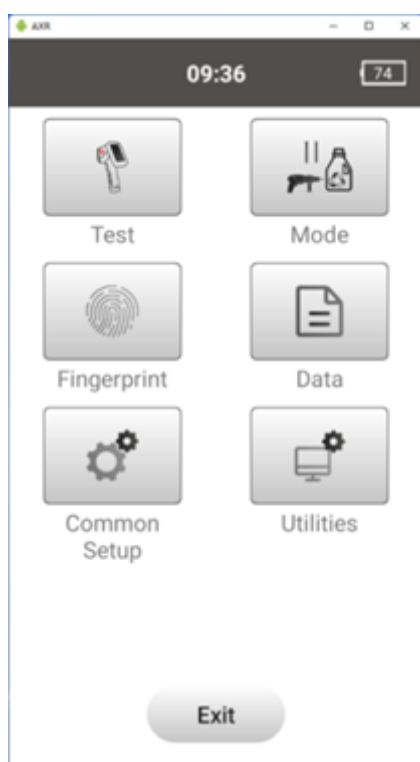 AXR
09:36
74
Test
Mode
Fingerprint
Data
Common
Setup
Utilities
Exit